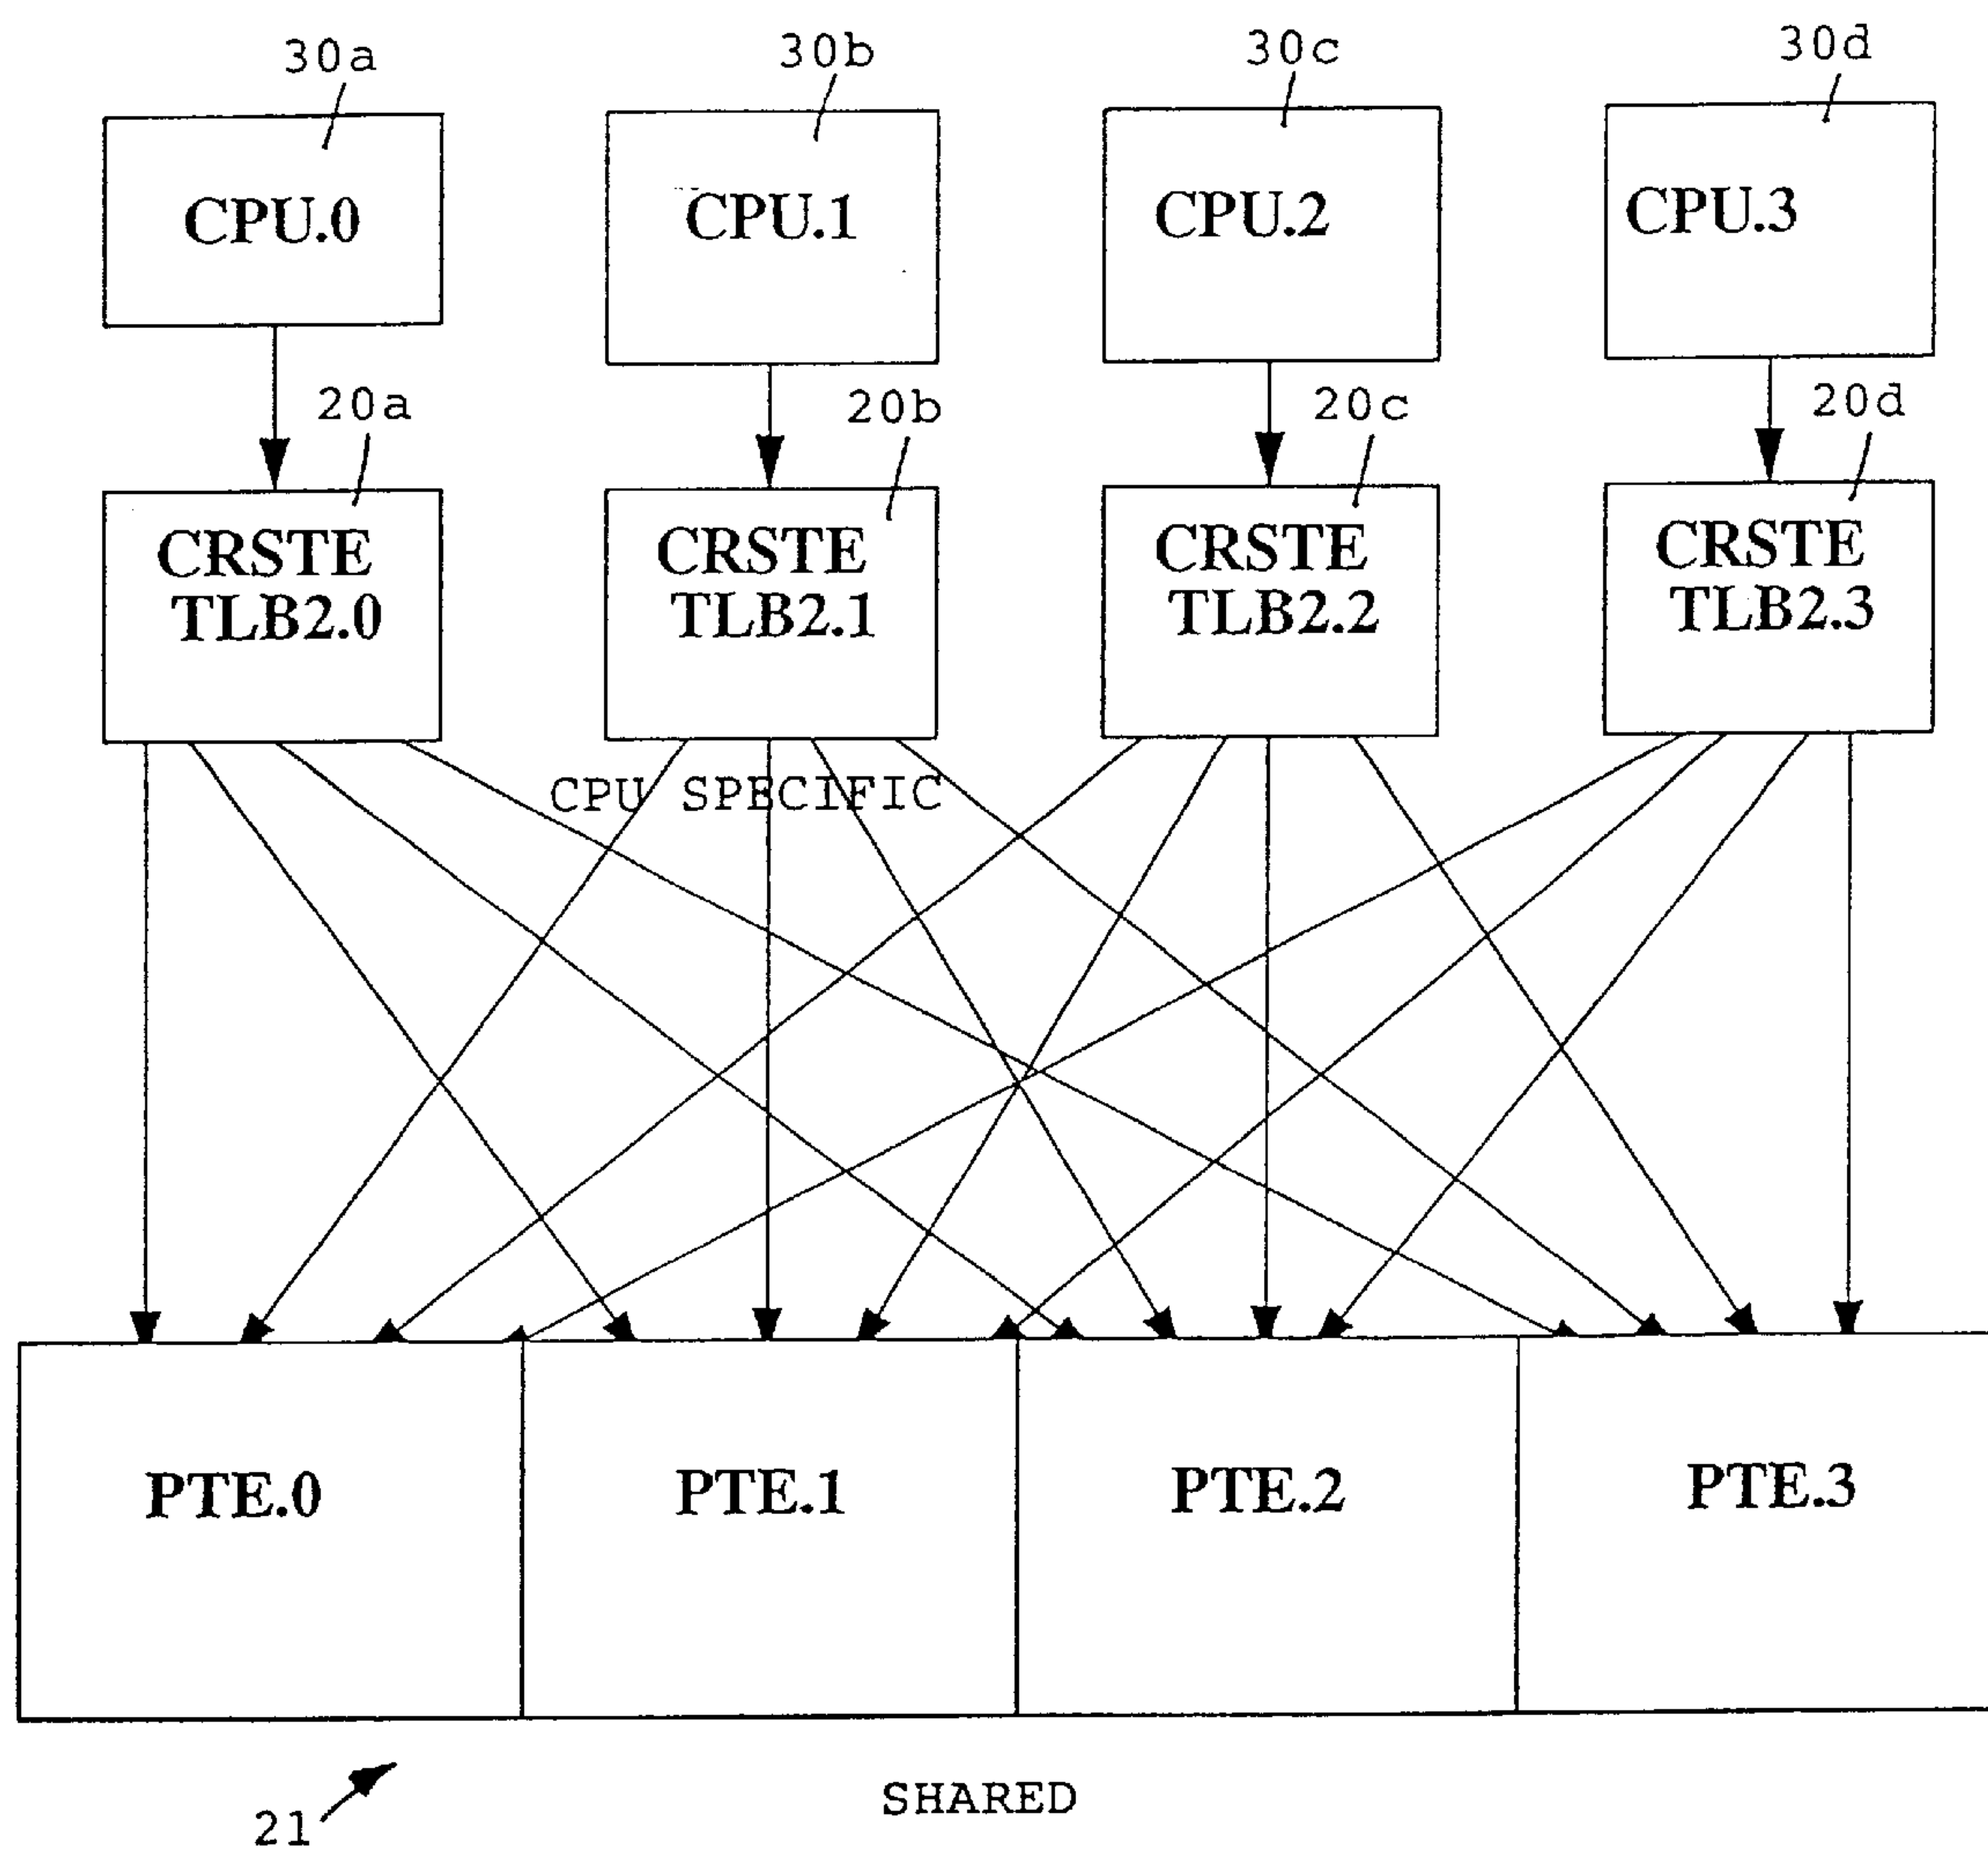 30a
30b
30c
30d
CPU.0
CPU.1
CPU.2
CPU.3
20a
20b
20c
20d
CRSTE
TLB2.0
CRSTE
TLB2.1
CRSTE
TLB2.2
CRSTE
TLB2.3
CPU SPECIFIC
PTE.0
PTE.1
PTE.2
PTE.3
21
SHARED